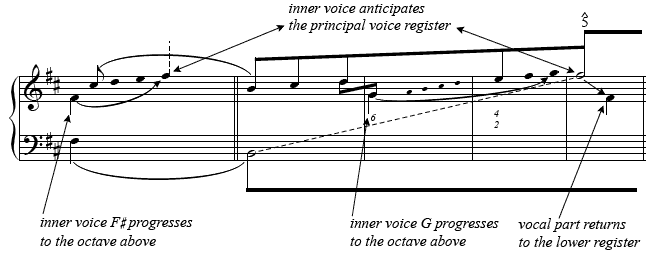 inner voice anticipates
the principal voice register
^
5
6
4
2
inner voice F♯ progresses
to the octave above
inner voice G progresses
to the octave above
vocal part returns
to the lower register